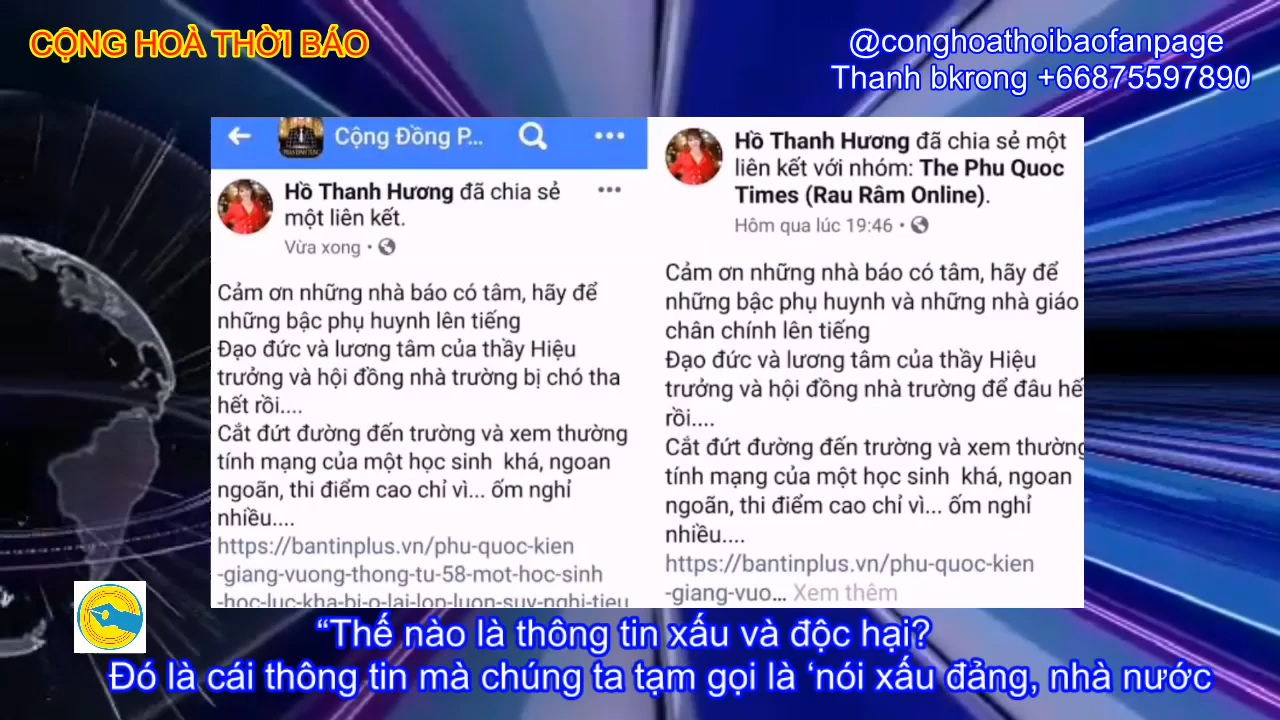 CỘNG HOÀ THỜI BÁO
@conghoathoibaofanpage
Thanh bkrong +66875597890
Cộng Đồng P...
Hồ Thanh Hương đã chia sẻ
một liên kết.
Vừa xong
Cảm ơn những nhà báo có tâm, hãy để
những bậc phụ huynh lên tiếng
Đạo đức và lương tâm của thầy Hiệu
trưởng và hội đồng nhà trường bị chó tha
hết rồi....
Cắt đứt đường đến trường và xem thường
tính mạng của một học sinh khá, ngoan
ngoãn, thi điểm cao chỉ vì... ốm nghỉ
nhiều....
https://bantinplus.vn/phu-quoc-kien
-giang-vuong-thong-tu-58-mot-hoc-sinh
-hoc-luc-kha-bi-o-lai-lop-luon-suy-nghi-tieu
Hồ Thanh Hương đã chia sẻ một
liên kết với nhóm: The Phu Quoc
Times (Rau Râm Online).
Hôm qua lúc 19:46
Cảm ơn những nhà báo có tâm, hãy để
những bậc phụ huynh và những nhà giáo
chân chính lên tiếng
Đạo đức và lương tâm của thầy Hiệu
trưởng và hội đồng nhà trường để đâu hế
rồi....
Cắt đứt đường đến trường và xem thường
tính mạng của một học sinh khá, ngoan
ngoãn, thi điểm cao chỉ vì... ốm nghỉ
nhiều....
https://bantinplus.vn/phu-quoc-kien
-giang-vuo... Xem thêm
“Thế nào là thông tin xấu và độc hại?
Đó là cái thông tin mà chúng ta tạm gọi là ‘nói xấu đảng, nhà nước